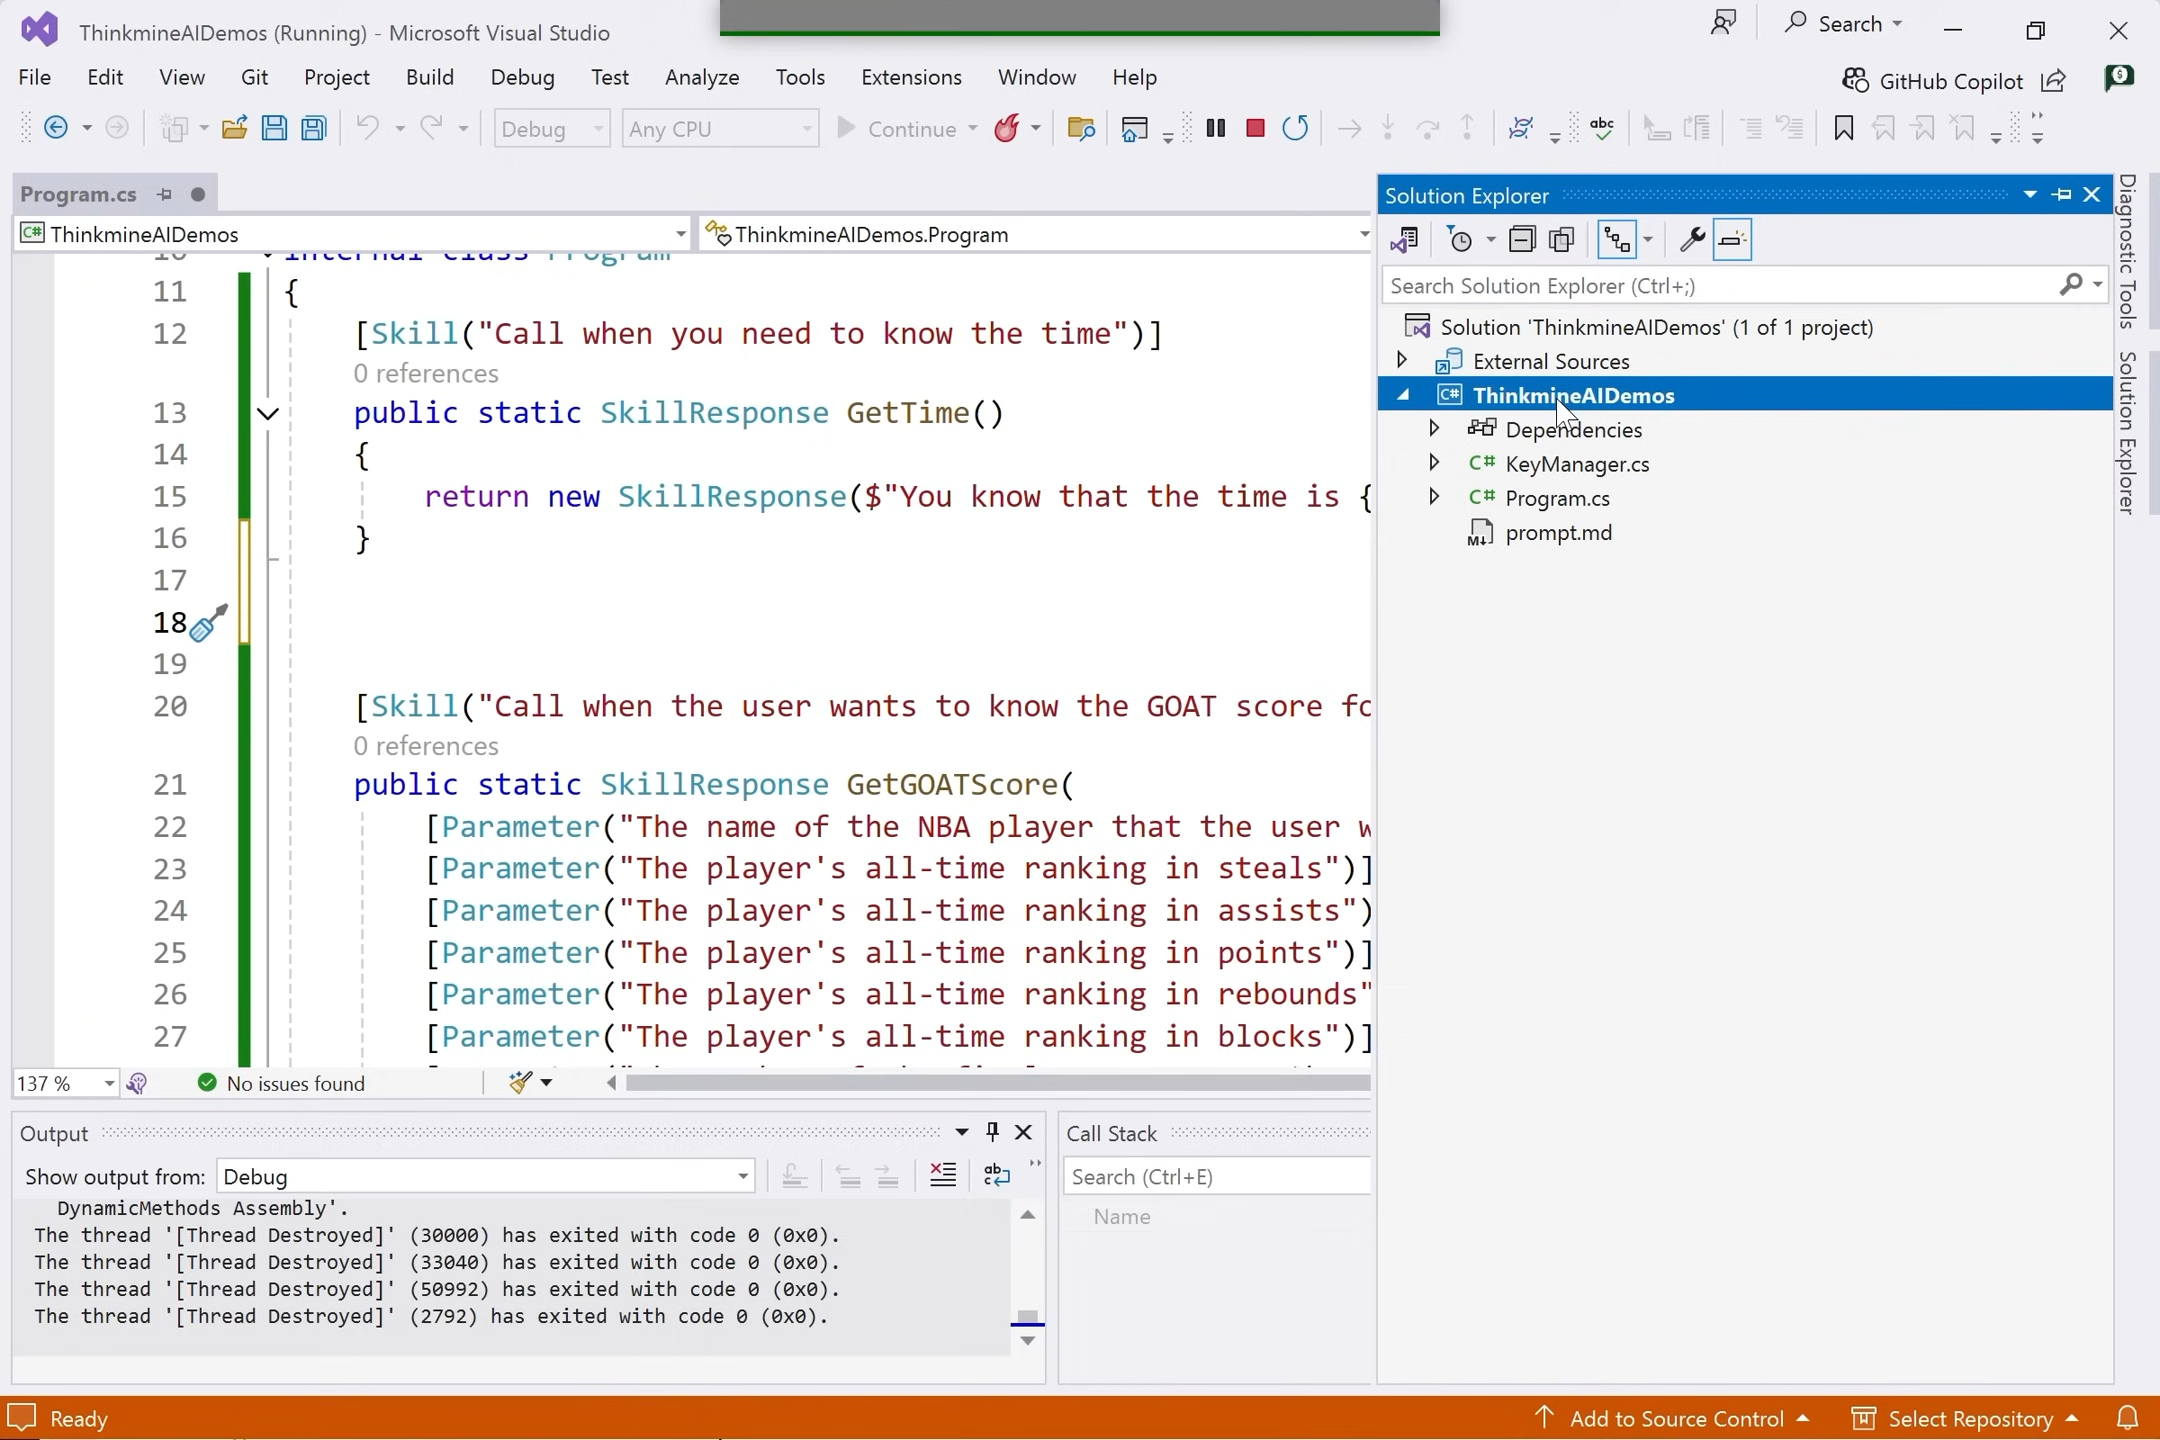 ThinkmineAIDemos (Running) - Microsoft Visual Studio
Search
File Edit View Git Project Build Debug Test Analyze Tools Extensions Window Help
GitHub Copilot
Debug Any CPU Continue
Program.cs
ThinkmineAIDemos ThinkmineAIDemos.Program
10 internal class Program
11 {
12 [Skill("Call when you need to know the time")]
0 references
13 public static SkillResponse GetTime()
14 {
15 return new SkillResponse($"You know that the time is {
16 }
17
18
19
20 [Skill("Call when the user wants to know the GOAT score fo
0 references
21 public static SkillResponse GetGOATScore(
22 [Parameter("The name of the NBA player that the user w
23 [Parameter("The player's all-time ranking in steals")]
24 [Parameter("The player's all-time ranking in assists")
25 [Parameter("The player's all-time ranking in points")]
26 [Parameter("The player's all-time ranking in rebounds"
27 [Parameter("The player's all-time ranking in blocks")]
137 % No issues found
Output
Show output from: Debug
DynamicMethods Assembly'.
The thread '[Thread Destroyed]' (30000) has exited with code 0 (0x0).
The thread '[Thread Destroyed]' (33040) has exited with code 0 (0x0).
The thread '[Thread Destroyed]' (50992) has exited with code 0 (0x0).
The thread '[Thread Destroyed]' (2792) has exited with code 0 (0x0).
Call Stack
Search (Ctrl+E)
Name
Solution Explorer
Search Solution Explorer (Ctrl+;)
Solution 'ThinkmineAIDemos' (1 of 1 project)
External Sources
C# ThinkmineAIDemos
Dependencies
C# KeyManager.cs
C# Program.cs
prompt.md
Diagnostic Tools
Solution Explorer
Ready
Add to Source Control
Select Repository